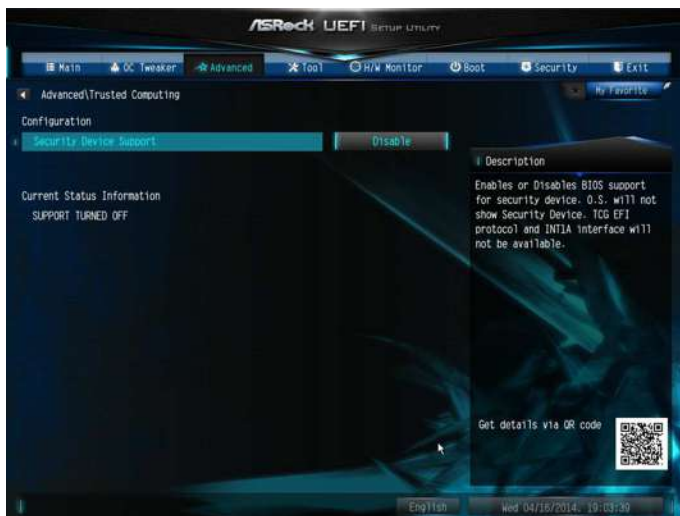 ASRock UEFI SETUP UTILITY
Main OC Tweaker Advanced Tool H/W Monitor Boot Security Exit
Advanced\Trusted Computing
My Favorite
Configuration
Security Device Support Disable
Current Status Information
SUPPORT TURNED OFF
Description
Enables or Disables BIOS support
for security device. O.S. will not
show Security Device. TCG EFI
protocol and INT1A interface will
not be available.
Get details via QR code
English Wed 04/16/2014, 19:03:39